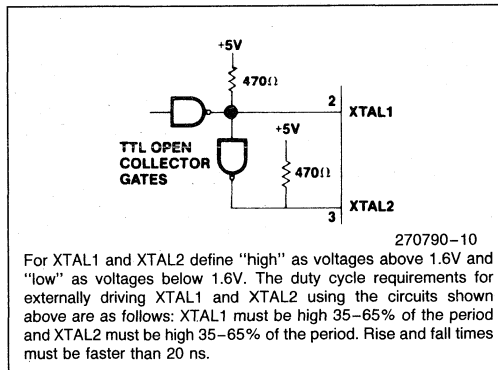 +5V
470Ω
2
XTAL1
+5V
TTL OPEN
COLLECTOR
GATES
470Ω
XTAL2
3
270790-10
For XTAL1 and XTAL2 define "high" as voltages above 1.6V and
"low" as voltages below 1.6V. The duty cycle requirements for
externally driving XTAL1 and XTAL2 using the circuits shown
above are as follows: XTAL1 must be high 35–65% of the period
and XTAL2 must be high 35–65% of the period. Rise and fall times
must be faster than 20 ns.